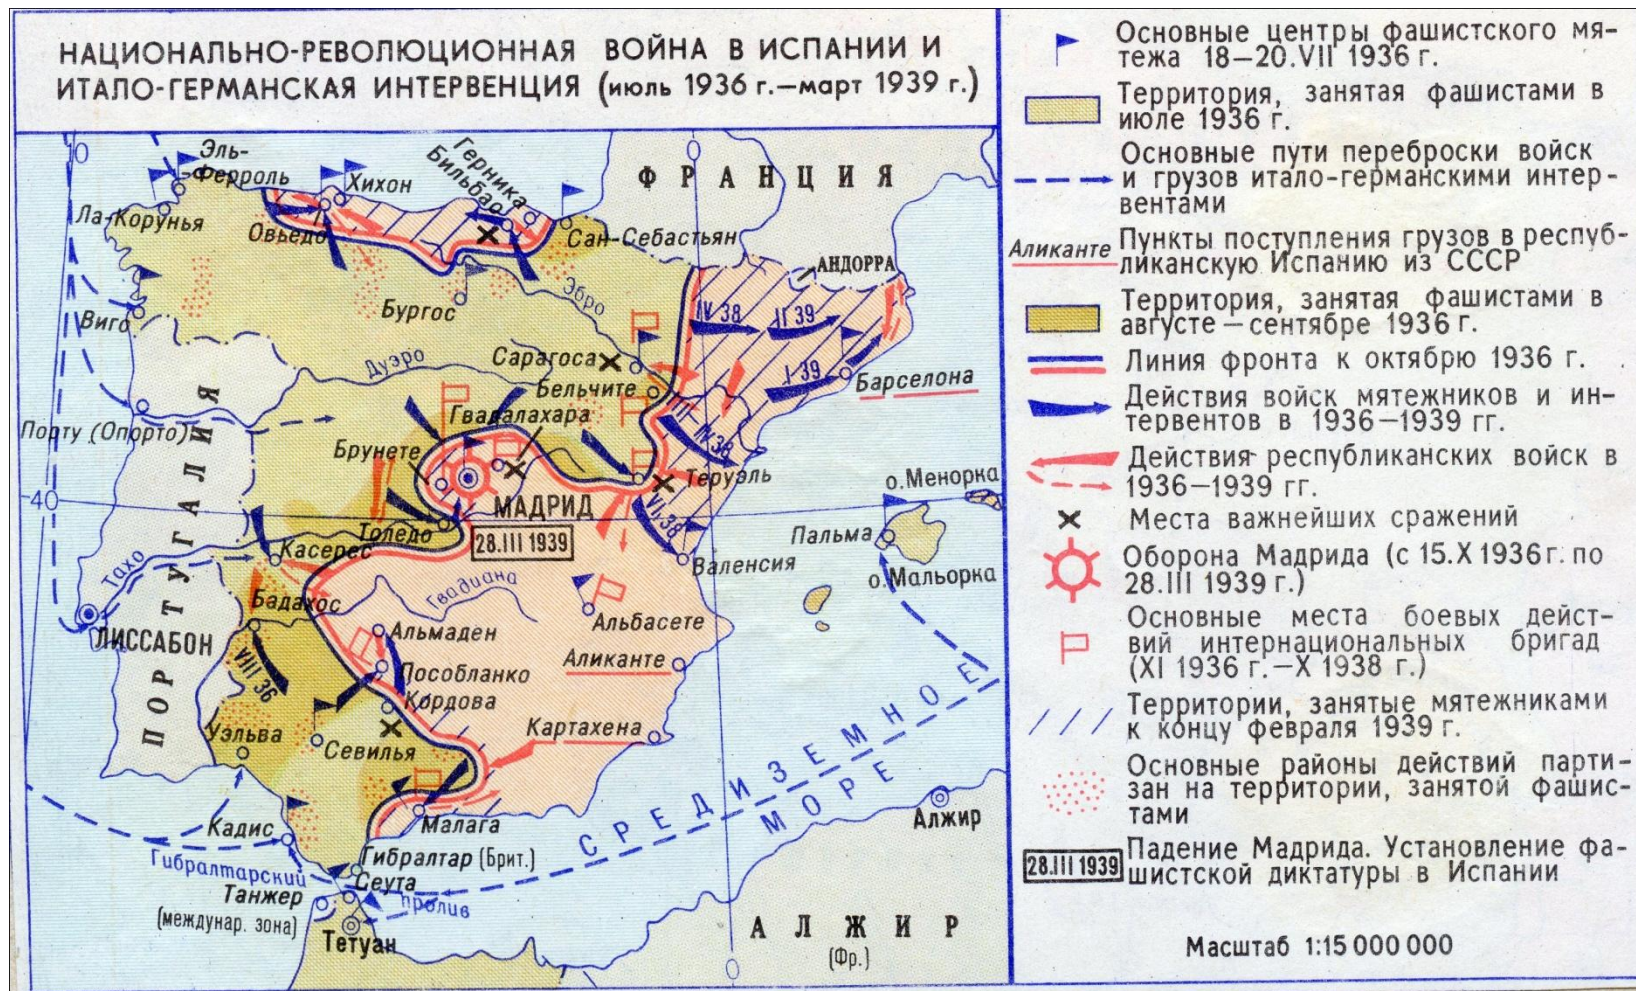 НАЦИОНАЛЬНО-РЕВОЛЮЦИОННАЯ ВОЙНА В ИСПАНИИ И
ИТАЛО-ГЕРМАНСКАЯ ИНТЕРВЕНЦИЯ (июль 1936 г.—март 1939 г.)
10
0
Эль-
Ферроль
Хихон
Герника
Бильбао
ФРАНЦИЯ
Ла-Корунья
Овьедо
Сан-Себастьян
АНДОРРА
Эбро
Виго
Бургос
IV 38
II 39
Дуэро
Сарагоса
I 39
Бельчите
Барселона
Порту (Опорто)
Гвадалахара
III–IV 38
Брунете
Теруэль
о. Менорка
40
МАДРИД
VI, 38
Пальма
Толедо
28.III 1939
Касерес
Валенсия
о. Мальорка
Тахо
Гвадиана
Бадахос
Альбасете
ЛИССАБОН
Альмаден
Аликанте
ПОРТУГАЛИЯ
VIII 36
Пособланко
Кордова
Уэльва
Севилья
Картахена
СРЕДИЗЕМНОЕ
МОРЕ
Кадис
Малага
Алжир
Гибралтар (Брит.)
Гибралтарский
пролив
Сеута
Танжер
(междунар. зона)
Тетуан
АЛЖИР
(Фр.)
0
Основные центры фашистского мя-
тежа 18—20.VII 1936 г.
Территория, занятая фашистами в
июле 1936 г.
Основные пути переброски войск
и грузов итало-германскими интер-
вентами
Аликанте Пункты поступления грузов в респуб-
ликанскую Испанию из СССР
Территория, занятая фашистами в
августе—сентябре 1936 г.
Линия фронта к октябрю 1936 г.
Действия войск мятежников и ин-
тервентов в 1936—1939 гг.
Действия республиканских войск в
1936—1939 гг.
Места важнейших сражений
Оборона Мадрида (с 15.X 1936 г. по
28.III 1939 г.)
Основные места боевых дейст-
вий интернациональных бригад
(XI 1936 г.—X 1938 г.)
Территории, занятые мятежниками
к концу февраля 1939 г.
Основные районы действий парти-
зан на территории, занятой фашис-
тами
28.III 1939 Падение Мадрида. Установление фа-
шистской диктатуры в Испании
Масштаб 1:15 000 000